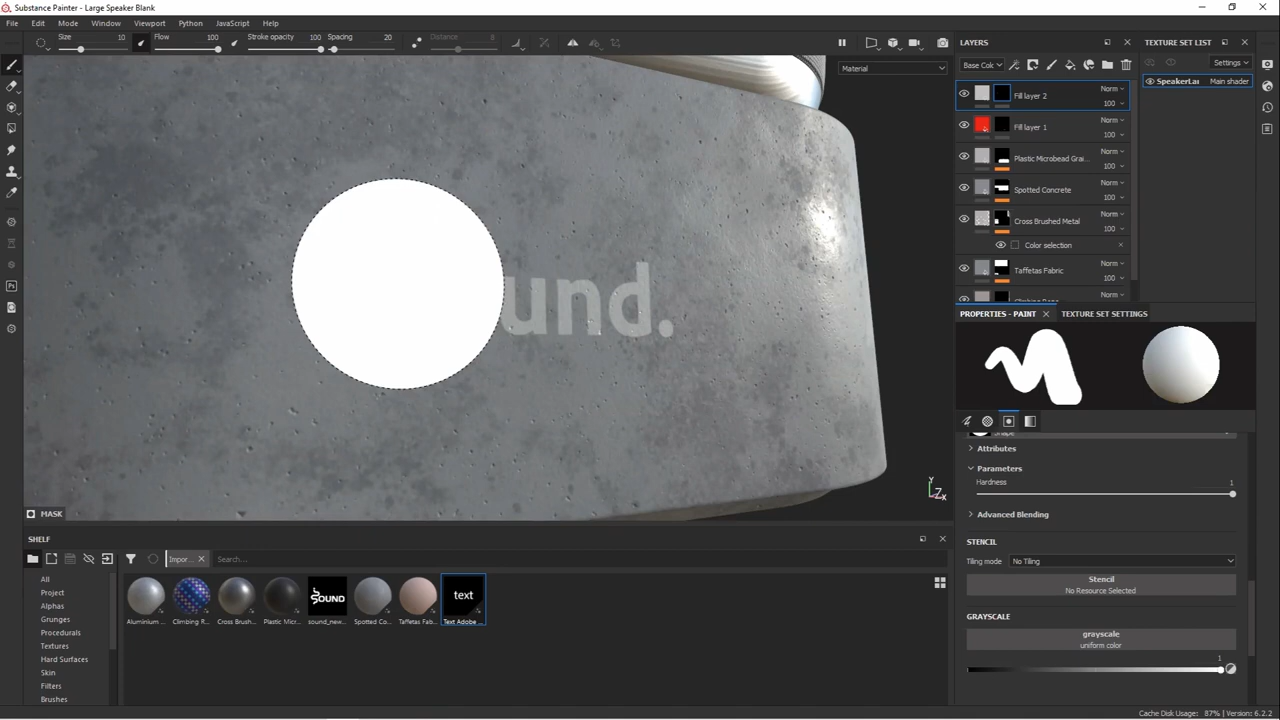 Substance Painter - Large Speaker Blank
File Edit Mode Window Viewport Python JavaScript Help
Size 10 Flow 100 Stroke opacity 100 Spacing 20 Distance 8
Material
und.
MASK
LAYERS
Base Col
Fill layer 2 Norm 100
Fill layer 1 Norm 100
Plastic Microbead Grai... Norm 100
Spotted Concrete Norm 100
Cross Brushed Metal Norm 100
Color selection
Taffetas Fabric Norm 100
TEXTURE SET LIST
Settings
SpeakerLar Main shader
PROPERTIES - PAINT TEXTURE SET SETTINGS
Shape
Attributes
Parameters
Hardness 1
Advanced Blending
STENCIL
Tiling mode No Tiling
Stencil
No Resource Selected
GRAYSCALE
grayscale
uniform color
1
SHELF
Impor... Search...
All
Project
Alphas
Grunges
Procedurals
Textures
Hard Surfaces
Skin
Filters
Brushes
text
SOUND
Aluminium ... Climbing R... Cross Brush... Plastic Micr... sound_new... Spotted Co... Taffetas Fab... Text Adobe ...
Cache Disk Usage: 87% | Version: 6.2.2